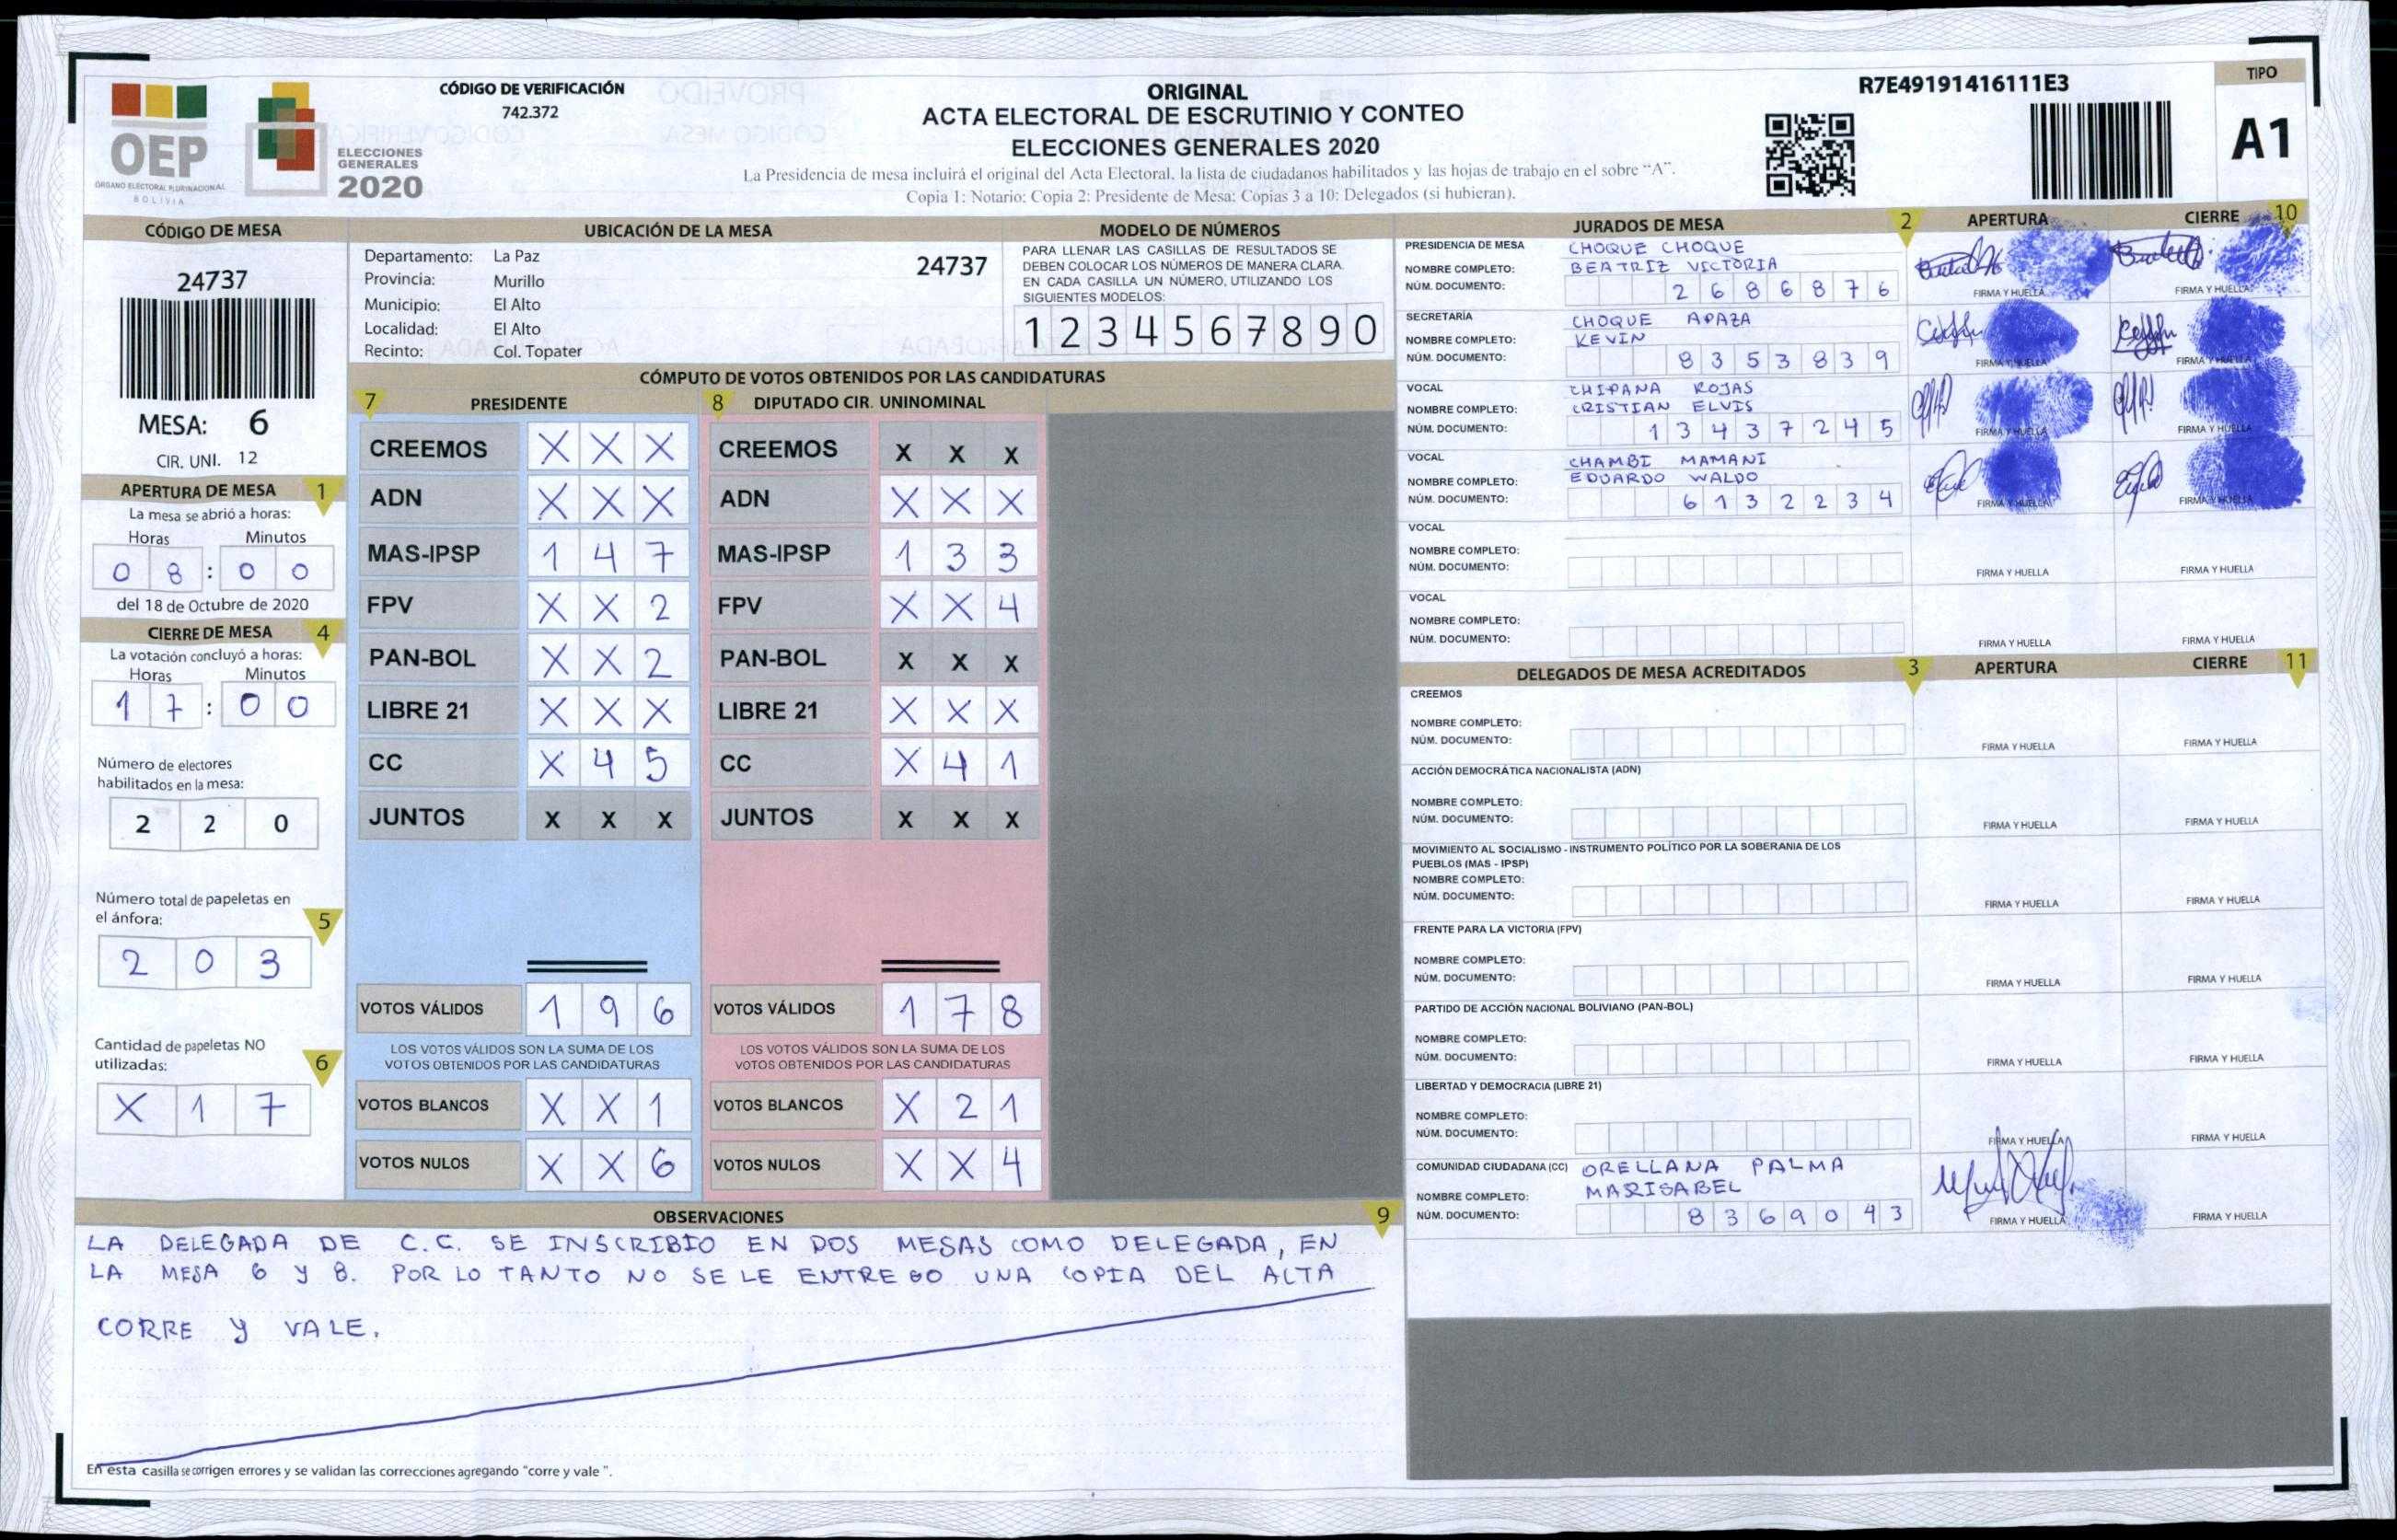 CÓDIGO DE VERIFICACIÓN
742.372
ORIGINAL
ACTA ELECTORAL DE ESCRUTINIO Y CONTEO
ELECCIONES GENERALES 2020
La Presidencia de mesa incluirá el original del Acta Electoral, la lista de ciudadanos habilitados y las hojas de trabajo en el sobre “A”.
Copia 1: Notario; Copia 2: Presidente de Mesa; Copias 3 a 10: Delegados (si hubieran).
R7E49191416111E3
TIPO
A1
OEP
ÓRGANO ELECTORAL PLURINACIONAL
BOLIVIA
ELECCIONES
GENERALES
2020
CÓDIGO DE MESA
24737
MESA: 6
CIR. UNI. 12
APERTURA DE MESA 1
La mesa se abrió a horas:
Horas Minutos
0 8 : 0 0
del 18 de Octubre de 2020
CIERRE DE MESA 4
La votación concluyó a horas:
Horas Minutos
1 7 : 0 0
Número de electores
habilitados en la mesa:
2 2 0
Número total de papeletas en
el ánfora: 5
2 0 3
Cantidad de papeletas NO
utilizadas: 6
X 1 7
UBICACIÓN DE LA MESA
Departamento: La Paz
24737
Provincia: Murillo
Municipio: El Alto
Localidad: El Alto
Recinto: Col. Topater
MODELO DE NÚMEROS
PARA LLENAR LAS CASILLAS DE RESULTADOS SE
DEBEN COLOCAR LOS NÚMEROS DE MANERA CLARA.
EN CADA CASILLA UN NÚMERO, UTILIZANDO LOS
SIGUIENTES MODELOS:
1 2 3 4 5 6 7 8 9 0
CÓMPUTO DE VOTOS OBTENIDOS POR LAS CANDIDATURAS
7 PRESIDENTE
CREEMOS X X X
ADN X X X
MAS-IPSP 1 4 7
FPV X X 2
PAN-BOL X X 2
LIBRE 21 X X X
CC X 4 5
JUNTOS X X X
VOTOS VÁLIDOS 1 9 6
LOS VOTOS VÁLIDOS SON LA SUMA DE LOS
VOTOS OBTENIDOS POR LAS CANDIDATURAS
VOTOS BLANCOS X X 1
VOTOS NULOS X X 6
8 DIPUTADO CIR. UNINOMINAL
CREEMOS X X X
ADN X X X
MAS-IPSP 1 3 3
FPV X X 4
PAN-BOL X X X
LIBRE 21 X X X
CC X 4 1
JUNTOS X X X
VOTOS VÁLIDOS 1 7 8
LOS VOTOS VÁLIDOS SON LA SUMA DE LOS
VOTOS OBTENIDOS POR LAS CANDIDATURAS
VOTOS BLANCOS X 2 1
VOTOS NULOS X X 4
OBSERVACIONES 9
LA DELEGADA DE C.C. SE INSCRIBIO EN DOS MESAS COMO DELEGADA, EN
LA MESA 6 Y 8. POR LO TANTO NO SE LE ENTREGO UNA COPIA DEL ALTA
CORRE Y VALE.
En esta casilla se corrigen errores y se validan las correcciones agregando "corre y vale ".
JURADOS DE MESA 2 APERTURA CIERRE 10
PRESIDENCIA DE MESA CHOQUE CHOQUE
NOMBRE COMPLETO: BEATRIZ VICTORIA
NÚM. DOCUMENTO: 2 6 8 6 8 7 6
FIRMA Y HUELLA FIRMA Y HUELLA
SECRETARÍA CHOQUE APAZA
NOMBRE COMPLETO: KEVIN
NÚM. DOCUMENTO: 8 3 5 3 8 3 9
FIRMA Y HUELLA FIRMA Y HUELLA
VOCAL CHIPANA ROJAS
NOMBRE COMPLETO: CRISTIAN ELVIS
NÚM. DOCUMENTO: 1 3 4 3 7 2 4 5
FIRMA Y HUELLA FIRMA Y HUELLA
VOCAL CHAMBI MAMANI
NOMBRE COMPLETO: EDUARDO WALDO
NÚM. DOCUMENTO: 6 1 3 2 2 3 4
FIRMA Y HUELLA FIRMA Y HUELLA
VOCAL
NOMBRE COMPLETO:
NÚM. DOCUMENTO:
FIRMA Y HUELLA FIRMA Y HUELLA
VOCAL
NOMBRE COMPLETO:
NÚM. DOCUMENTO:
FIRMA Y HUELLA FIRMA Y HUELLA
DELEGADOS DE MESA ACREDITADOS 3 APERTURA CIERRE 11
CREEMOS
NOMBRE COMPLETO:
NÚM. DOCUMENTO:
FIRMA Y HUELLA FIRMA Y HUELLA
ACCIÓN DEMOCRÁTICA NACIONALISTA (ADN)
NOMBRE COMPLETO:
NÚM. DOCUMENTO:
FIRMA Y HUELLA FIRMA Y HUELLA
MOVIMIENTO AL SOCIALISMO - INSTRUMENTO POLÍTICO POR LA SOBERANIA DE LOS
PUEBLOS (MAS - IPSP)
NOMBRE COMPLETO:
NÚM. DOCUMENTO:
FIRMA Y HUELLA FIRMA Y HUELLA
FRENTE PARA LA VICTORIA (FPV)
NOMBRE COMPLETO:
NÚM. DOCUMENTO:
FIRMA Y HUELLA FIRMA Y HUELLA
PARTIDO DE ACCIÓN NACIONAL BOLIVIANO (PAN-BOL)
NOMBRE COMPLETO:
NÚM. DOCUMENTO:
FIRMA Y HUELLA FIRMA Y HUELLA
LIBERTAD Y DEMOCRACIA (LIBRE 21)
NOMBRE COMPLETO:
NÚM. DOCUMENTO:
FIRMA Y HUELLA FIRMA Y HUELLA
COMUNIDAD CIUDADANA (CC) ORELLANA PALMA
NOMBRE COMPLETO: MARISABEL
NÚM. DOCUMENTO: 8 3 6 9 0 4 3
FIRMA Y HUELLA FIRMA Y HUELLA